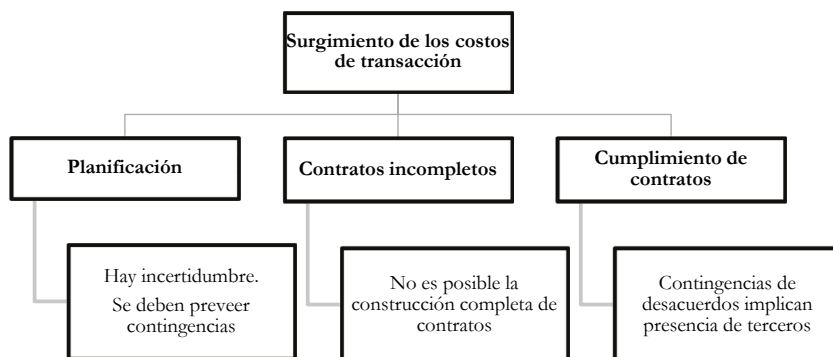 Surgimiento de los costos
de transacción
Planificación
Contratos incompletos
Cumplimiento de
contratos
Hay incertidumbre.
Se deben preveer
contingencias
No es posible la
construcción completa de
contratos
Contingencias de
desacuerdos implican
presencia de terceros